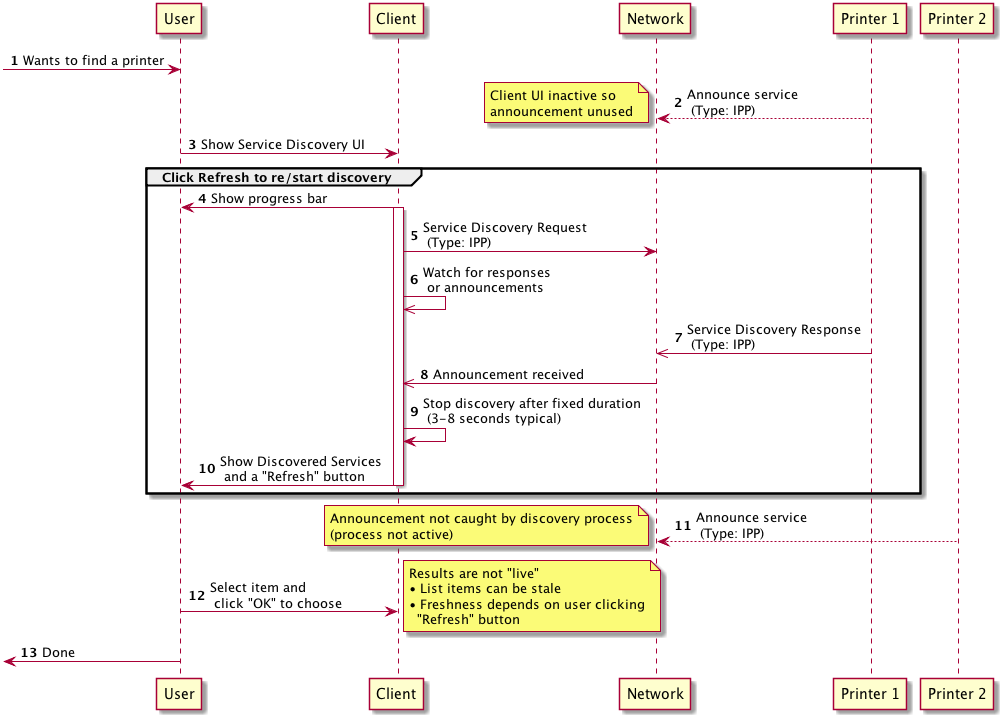 User
Client
Network
Printer 1
Printer 2
1 Wants to find a printer
Client UI inactive so
announcement unused
2 Announce service
(Type: IPP)
3 Show Service Discovery UI
Click Refresh to re/start discovery
4 Show progress bar
5 Service Discovery Request
(Type: IPP)
6 Watch for responses
or announcements
7 Service Discovery Response
(Type: IPP)
8 Announcement received
9 Stop discovery after fixed duration
(3-8 seconds typical)
10 Show Discovered Services
and a "Refresh" button
Announcement not caught by discovery process
(process not active)
11 Announce service
(Type: IPP)
12 Select item and
click "OK" to choose
Results are not "live"
• List items can be stale
• Freshness depends on user clicking
"Refresh" button
13 Done
User
Client
Network
Printer 1
Printer 2